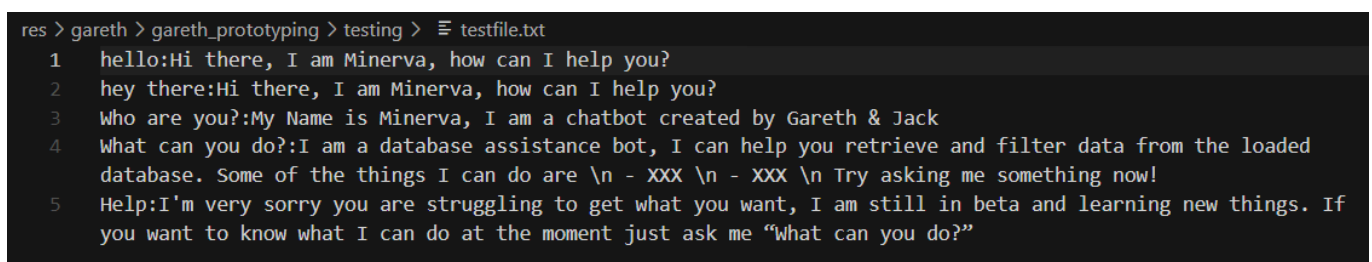 res > gareth > gareth_prototyping > testing > testfile.txt
1 hello:Hi there, I am Minerva, how can I help you?
2 hey there:Hi there, I am Minerva, how can I help you?
3 Who are you?:My Name is Minerva, I am a chatbot created by Gareth & Jack
4 What can you do?:I am a database assistance bot, I can help you retrieve and filter data from the loaded
database. Some of the things I can do are \n - XXX \n - XXX \n Try asking me something now!
5 Help:I'm very sorry you are struggling to get what you want, I am still in beta and learning new things. If
you want to know what I can do at the moment just ask me “What can you do?”